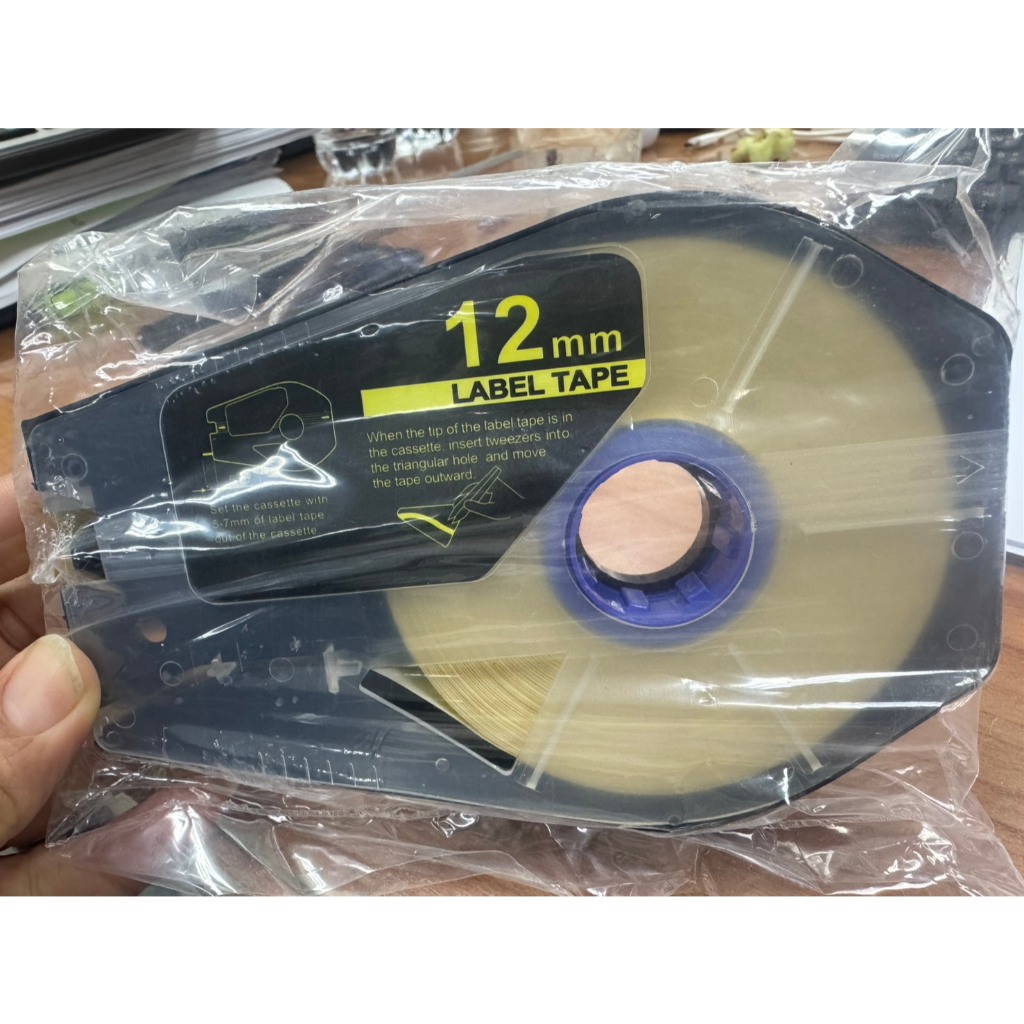 12mm
LABEL TAPE
When the tip of the label tape is in
the cassette. insert tweezers into
the triangular hole and move
the tape outward.
Set the cassette with
5-7mm of label tape
out of the cassette